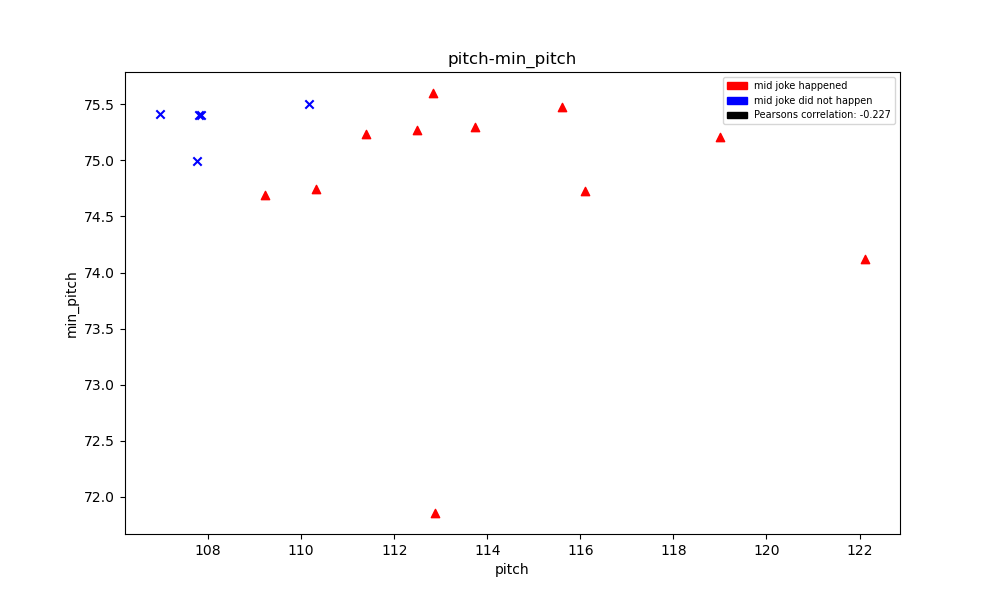 pitch-min_pitch
mid joke happened
mid joke did not happen
Pearsons correlation: -0.227
75.5
75.0
74.5
74.0
73.5
73.0
72.5
72.0
min_pitch
108 110 112 114 116 118 120 122
pitch